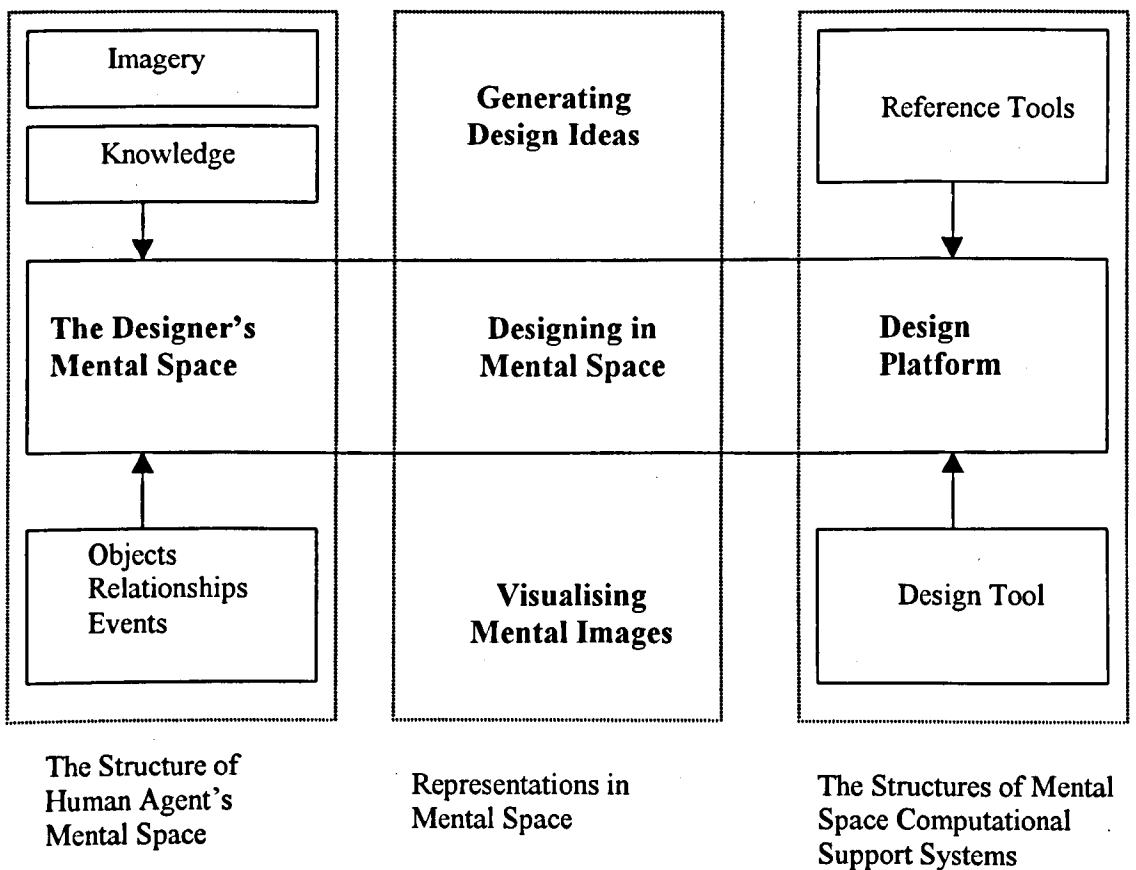 Imagery
Knowledge
The Designer's
Mental Space
Objects
Relationships
Events
Generating
Design Ideas
Designing in
Mental Space
Visualising
Mental Images
Reference Tools
Design
Platform
Design Tool
The Structure of
Human Agent's
Mental Space
Representations in
Mental Space
The Structures of Mental
Space Computational
Support Systems